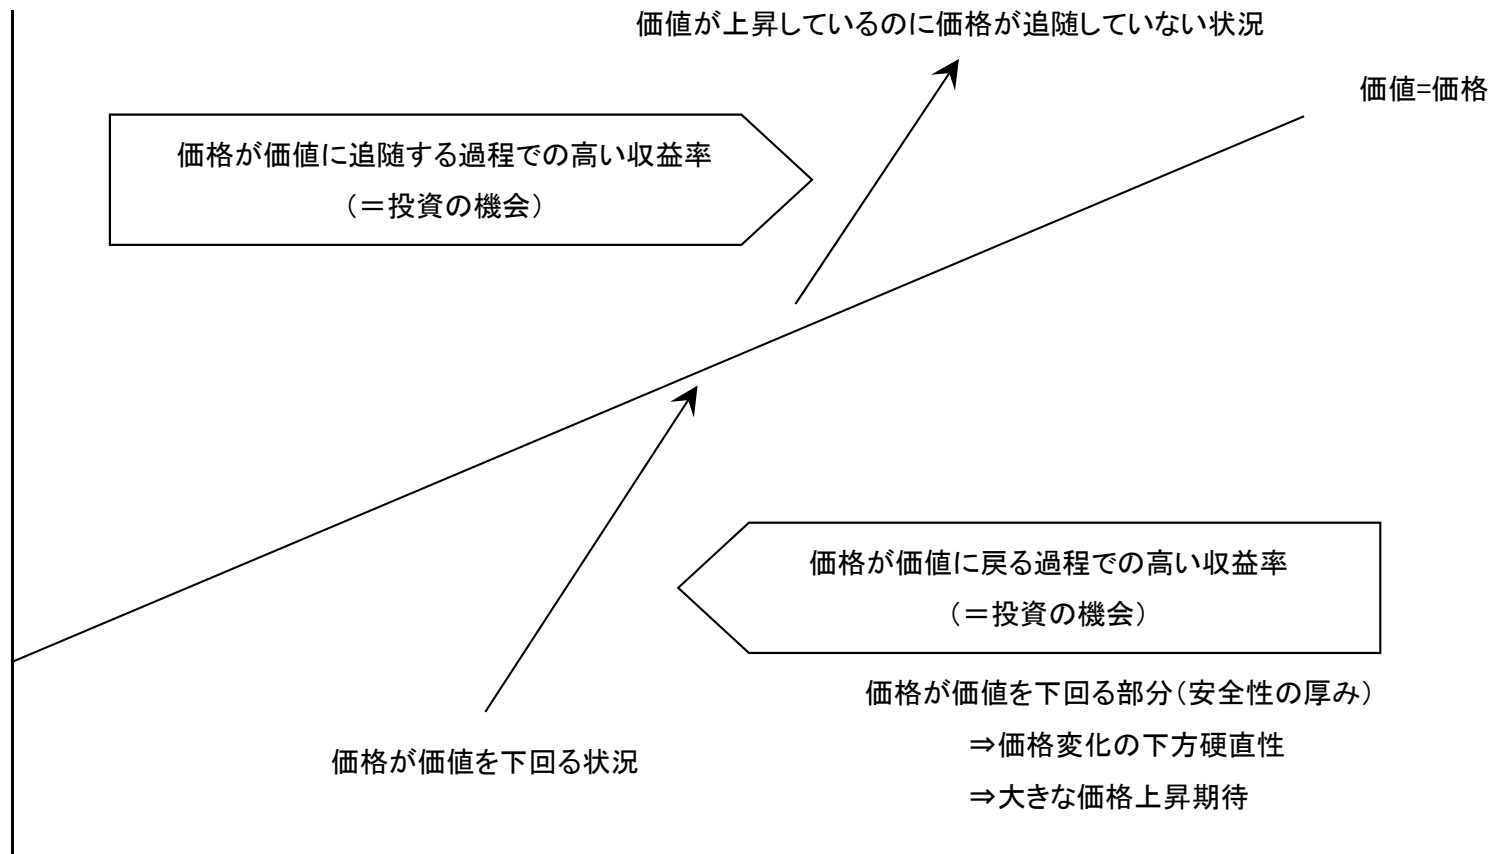 価値が上昇しているのに価格が追随していない状況
価値=価格
価格が価値に追随する過程での高い収益率
（＝投資の機会）
価格が価値に戻る過程での高い収益率
（＝投資の機会）
価格が価値を下回る部分（安全性の厚み）
⇒価格変化の下方硬直性
⇒大きな価格上昇期待
価格が価値を下回る状況